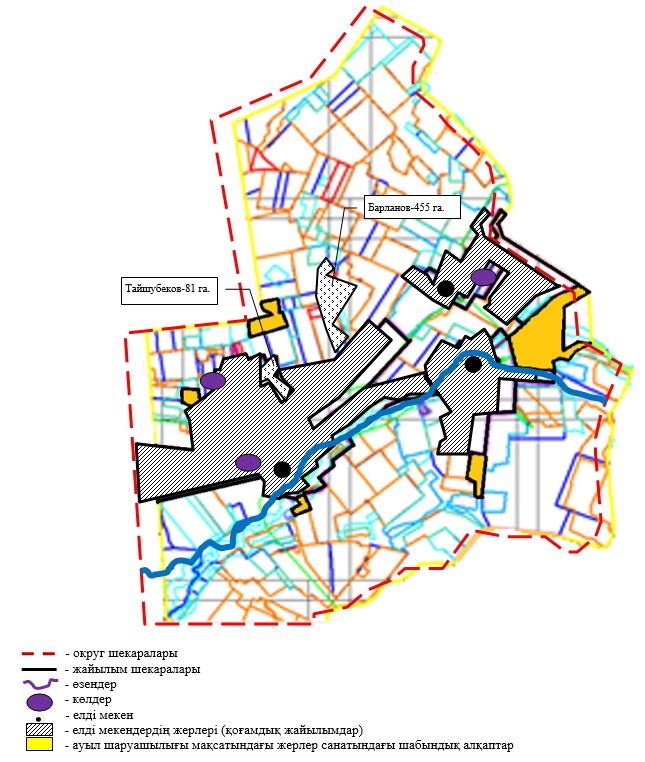 Барланов-455 га.
Тайшубеков-81 га.
- округ шекаралары
- жайылым шекаралары
- өзендер
- көлдер
- елді мекен
- елді мекендердің жерлері (қоғамдық жайылымдар)
- ауыл шаруашылығы мақсатындағы жерлер санатындағы шабындық алқаптар